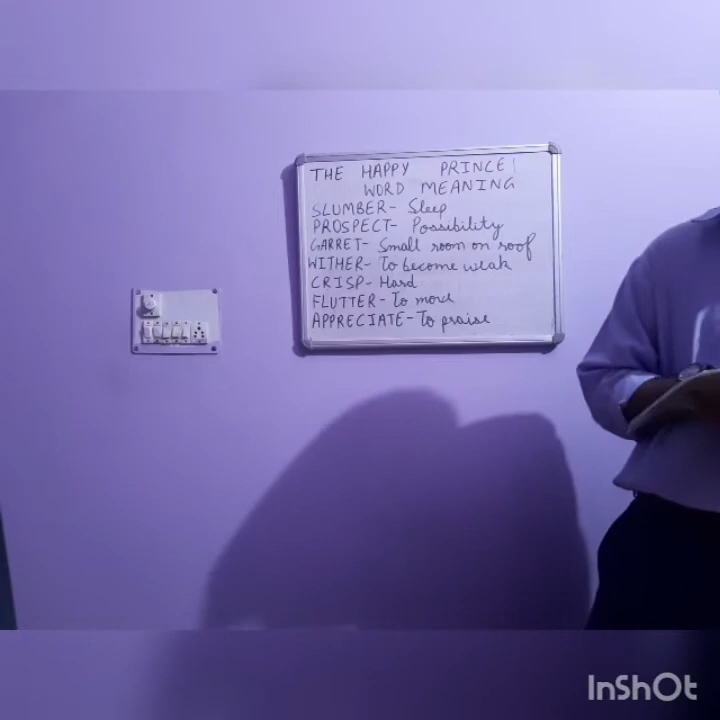 THE HAPPY PRINCE
WORD MEANING
SLUMBER- Sleep
PROSPECT- Possibility
GARRET- Small room on roof
WITHER- To become weak
CRISP- Hard
FLUTTER- To move
APPRECIATE- To praise
InShOt